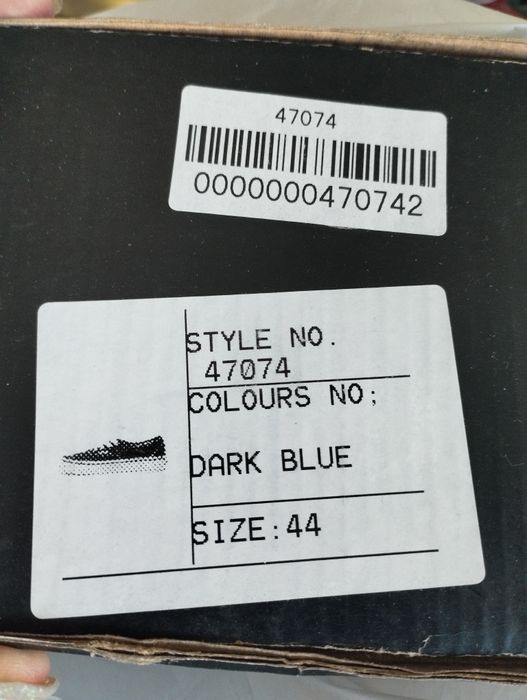 47074
0000000470742
STYLE NO.
47074
COLOURS NO;
DARK BLUE
SIZE:44